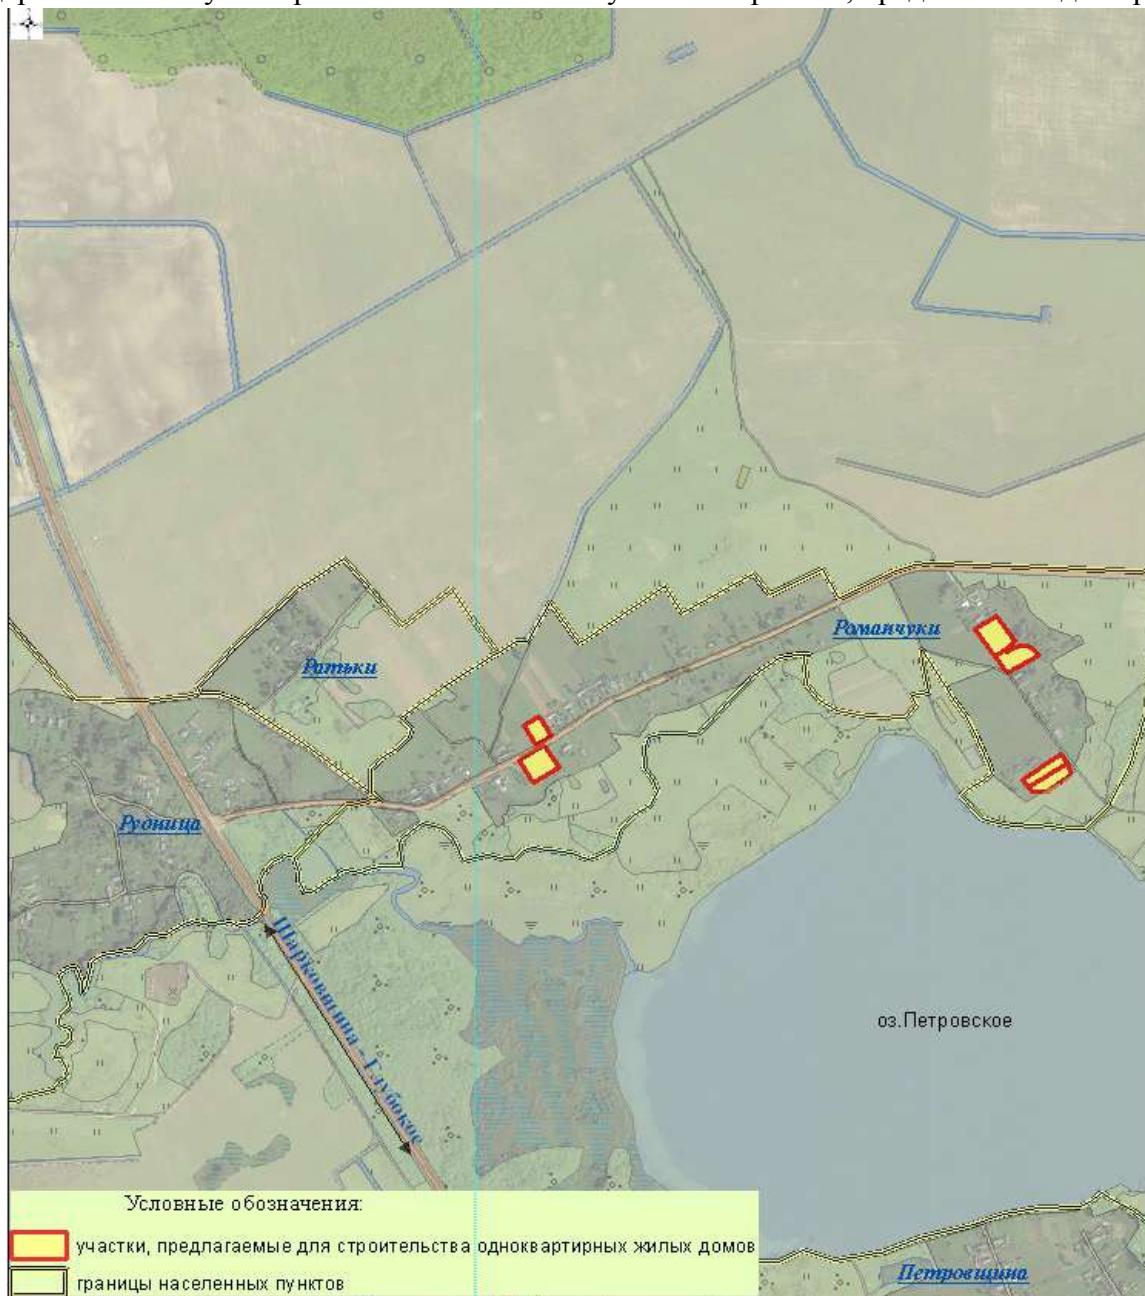 Романчуки
Ратьки
Рудница
Шарковщина - Глубокое
оз.Петровское
Условные обозначения:
участки, предлагаемые для строительства одноквартирных жилых домов
границы населенных пунктов
Петровщина